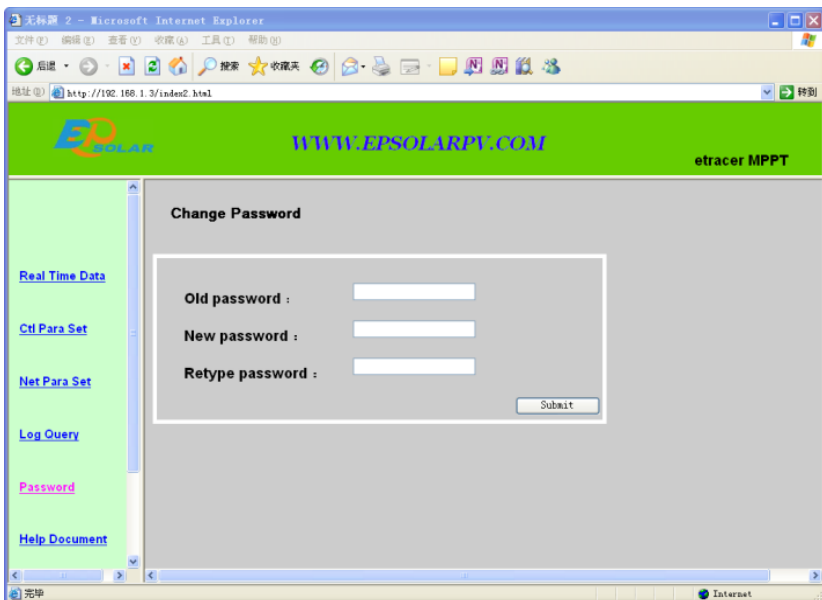 无标题 2 - Microsoft Internet Explorer
文件(F) 编辑(E) 查看(V) 收藏(A) 工具(T) 帮助(H)
后退 搜索 收藏夹
地址(D) http://192.168.1.3/index2.html 转到
EP SOLAR
WWW.EPSOLARPV.COM
etracer MPPT
Change Password
Real Time Data
Ctl Para Set
Net Para Set
Log Query
Password
Help Document
Old password :
New password :
Retype password :
Submit
完毕 Internet